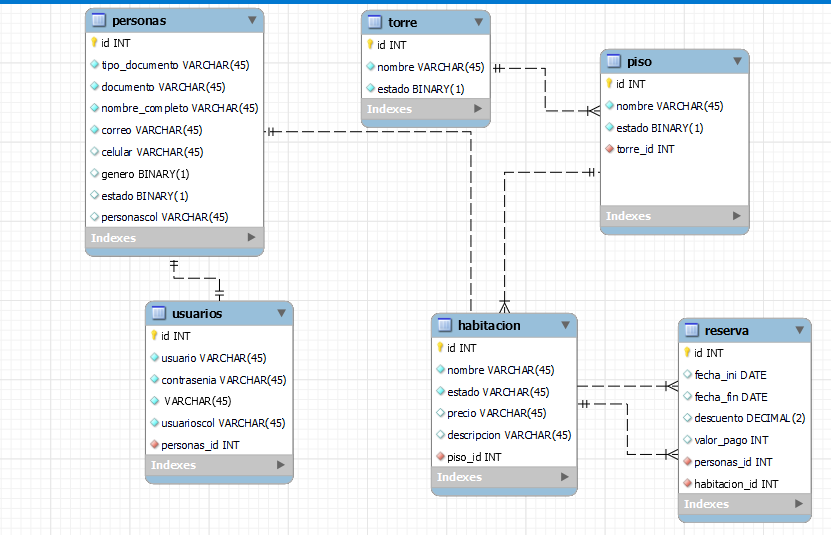 personas
id INT
tipo_documento VARCHAR(45)
documento VARCHAR(45)
nombre_completo VARCHAR(45)
correo VARCHAR(45)
celular VARCHAR(45)
genero BINARY(1)
estado BINARY(1)
personascol VARCHAR(45)
Indexes
torre
id INT
nombre VARCHAR(45)
estado BINARY(1)
Indexes
piso
id INT
nombre VARCHAR(45)
estado BINARY(1)
torre_id INT
Indexes
usuarios
id INT
usuario VARCHAR(45)
contrasenia VARCHAR(45)
VARCHAR(45)
usuarioscol VARCHAR(45)
personas_id INT
Indexes
habitacion
id INT
nombre VARCHAR(45)
estado VARCHAR(45)
precio VARCHAR(45)
descripcion VARCHAR(45)
piso_id INT
Indexes
reserva
id INT
fecha_ini DATE
fecha_fin DATE
descuento DECIMAL(2)
valor_pago INT
personas_id INT
habitacion_id INT
Indexes